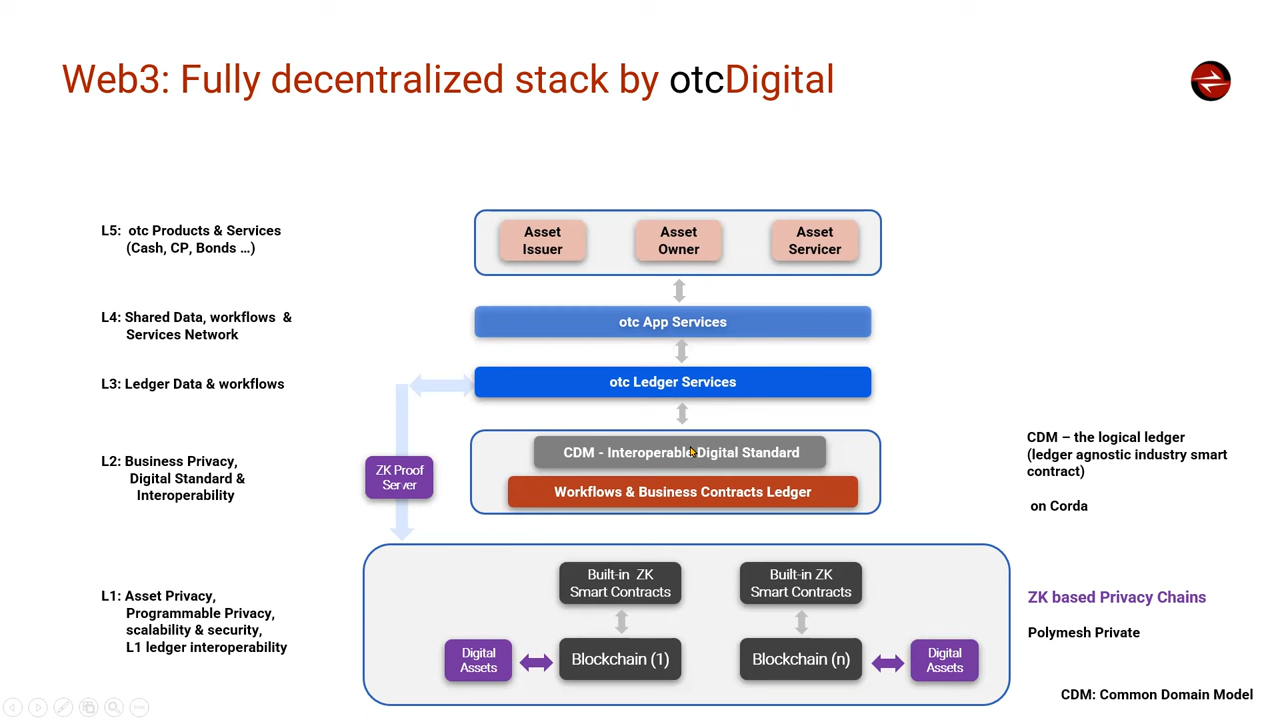 Web3: Fully decentralized stack by otcDigital
L5: otc Products & Services
(Cash, CP, Bonds ...)
Asset
Issuer
Asset
Owner
Asset
Servicer
L4: Shared Data, workflows &
Services Network
otc App Services
L3: Ledger Data & workflows
otc Ledger Services
L2: Business Privacy,
Digital Standard &
Interoperability
ZK Proof
Server
CDM - Interoperable Digital Standard
Workflows & Business Contracts Ledger
CDM – the logical ledger
(ledger agnostic industry smart
contract)
on Corda
L1: Asset Privacy,
Programmable Privacy,
scalability & security,
L1 ledger interoperability
Built-in ZK
Smart Contracts
Built-in ZK
Smart Contracts
Digital
Assets
Blockchain (1)
Blockchain (n)
Digital
Assets
ZK based Privacy Chains
Polymesh Private
CDM: Common Domain Model